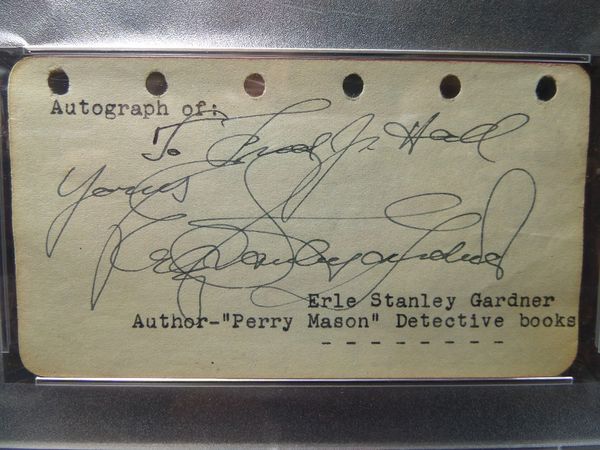 Autograph of:
To Fred J. Hall
Yours
Erle Stanley Gardner
Erle Stanley Gardner
Author-"Perry Mason" Detective books
- - - - - - - -